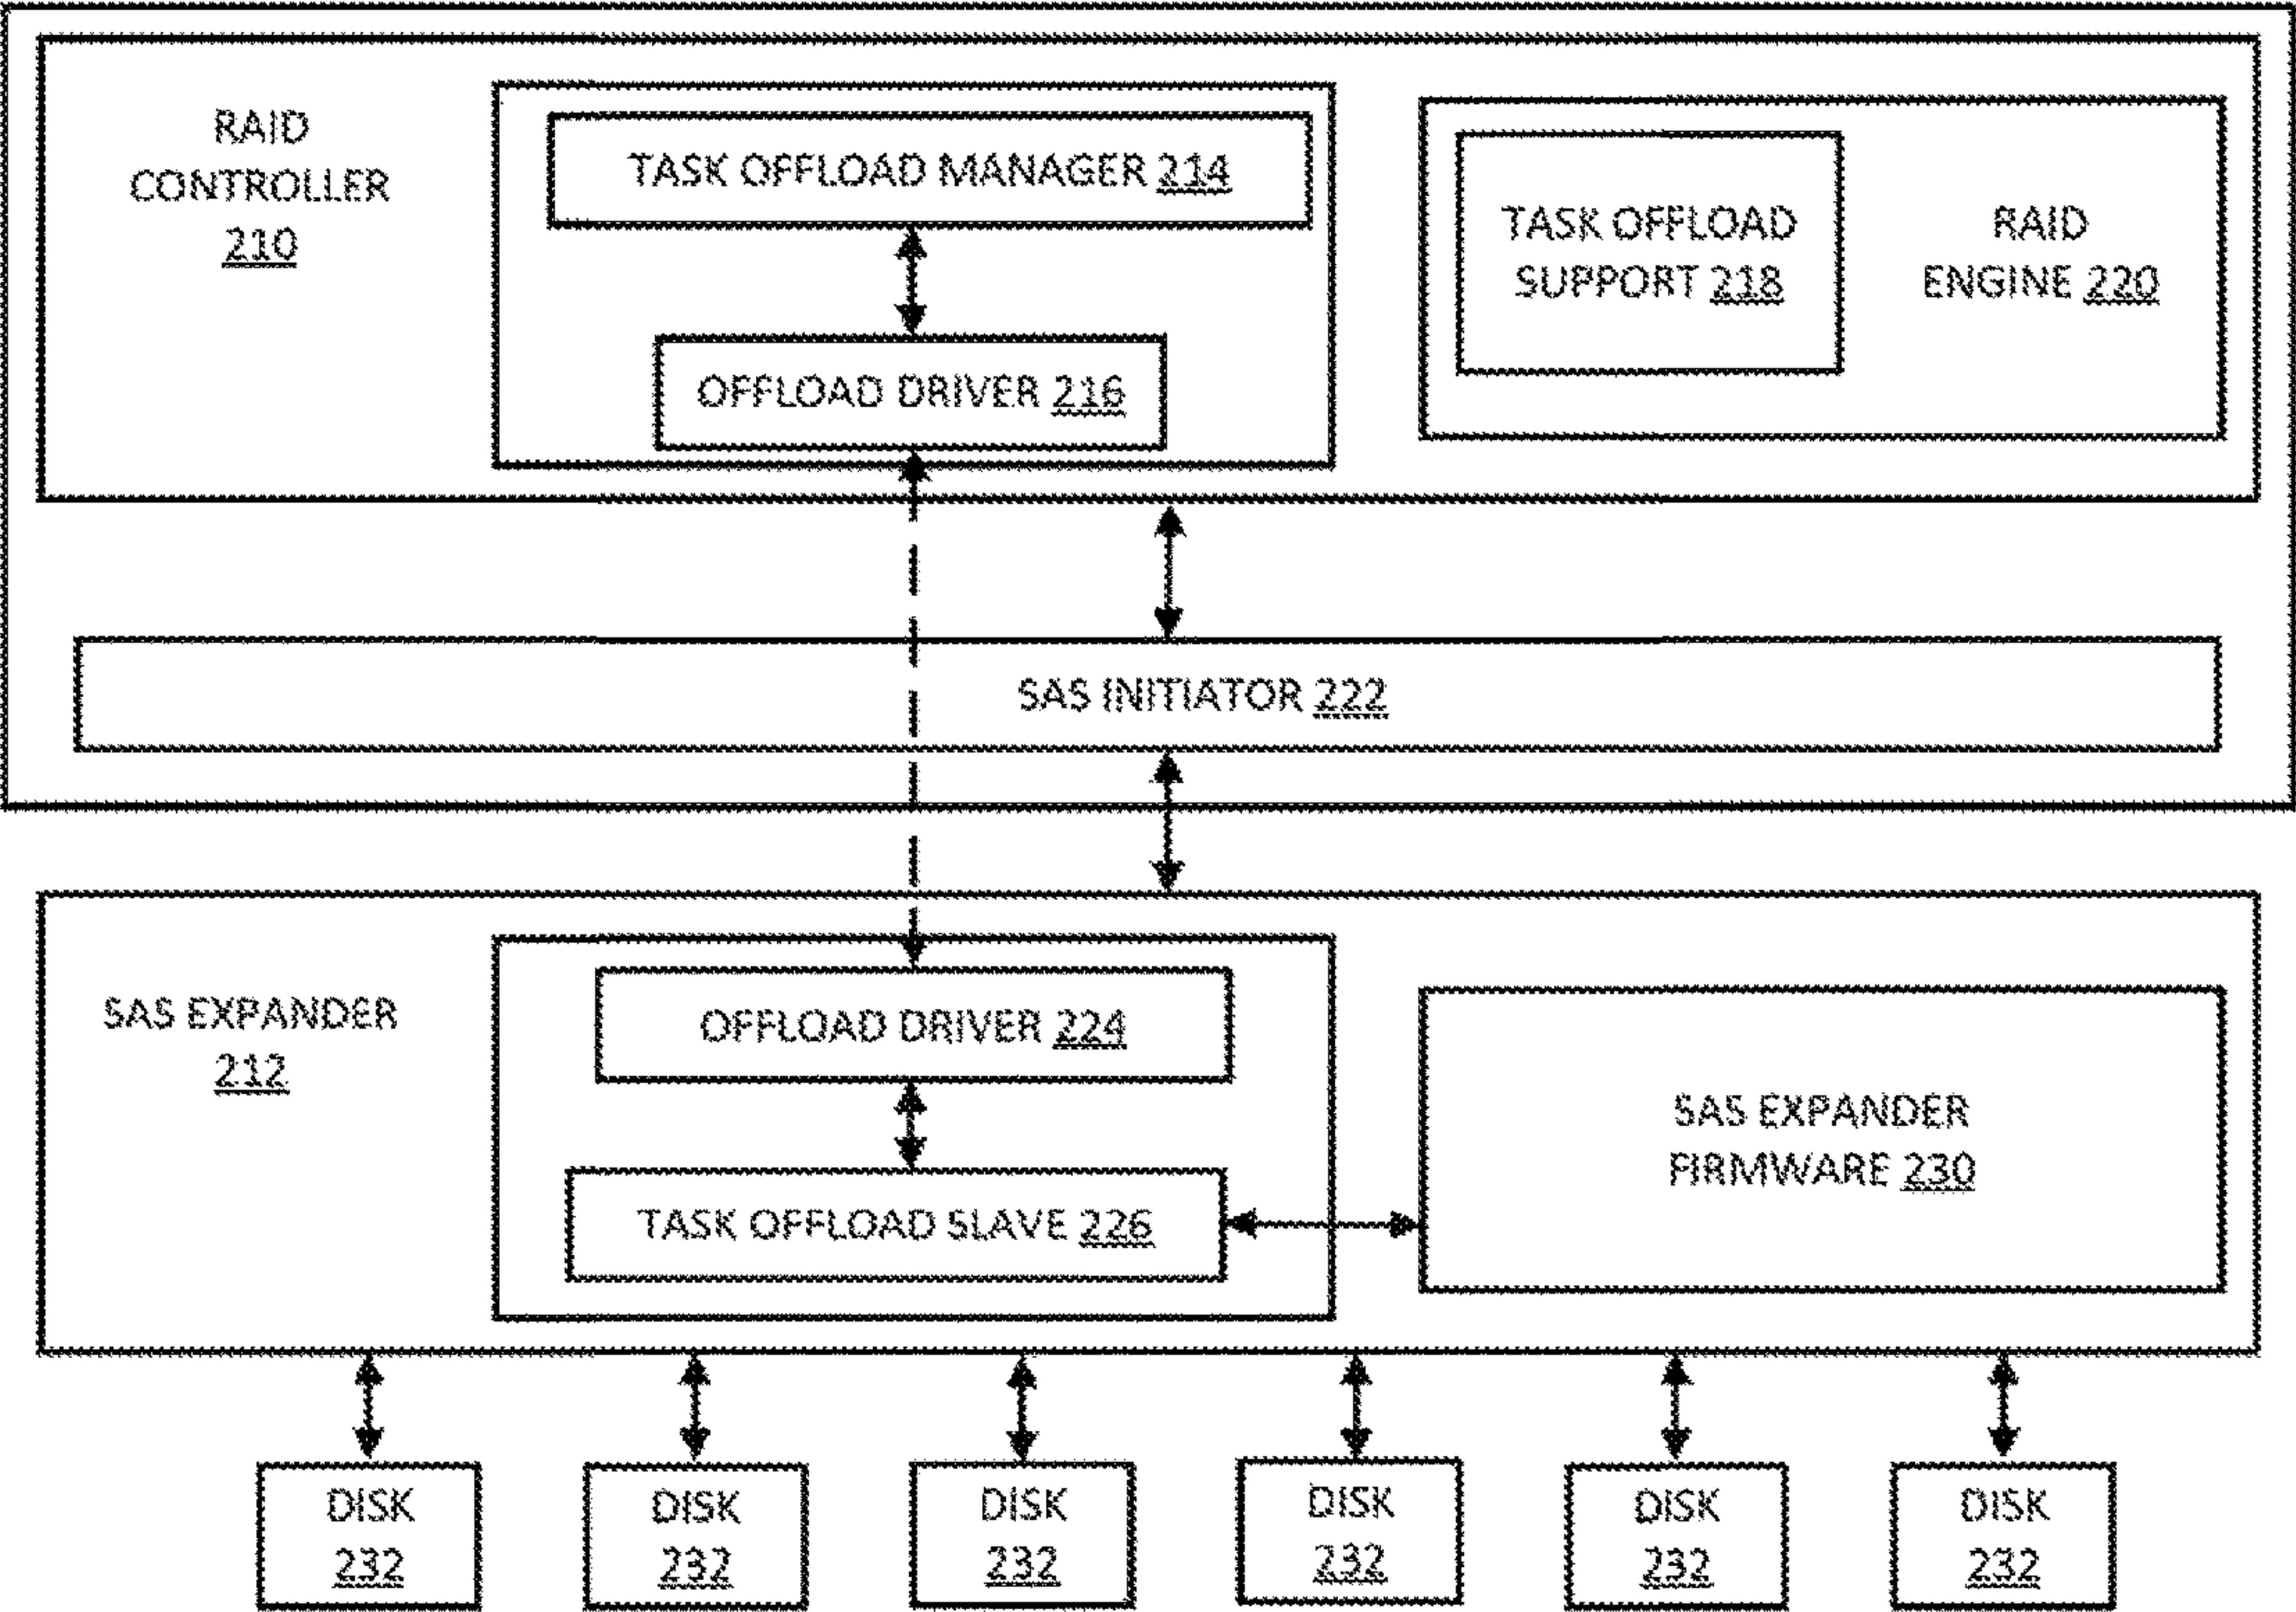 RAID
CONTROLLER
210
TASK OFFLOAD MANAGER 214
OFFLOAD DRIVER 216
TASK OFFLOAD
SUPPORT 218
RAID
ENGINE 220
SAS INITIATOR 222
SAS EXPANDER
212
OFFLOAD DRIVER 224
TASK OFFLOAD SLAVE 226
SAS EXPANDER
FIRMWARE 230
DISK
232
DISK
232
DISK
232
DISK
232
DISK
232
DISK
232